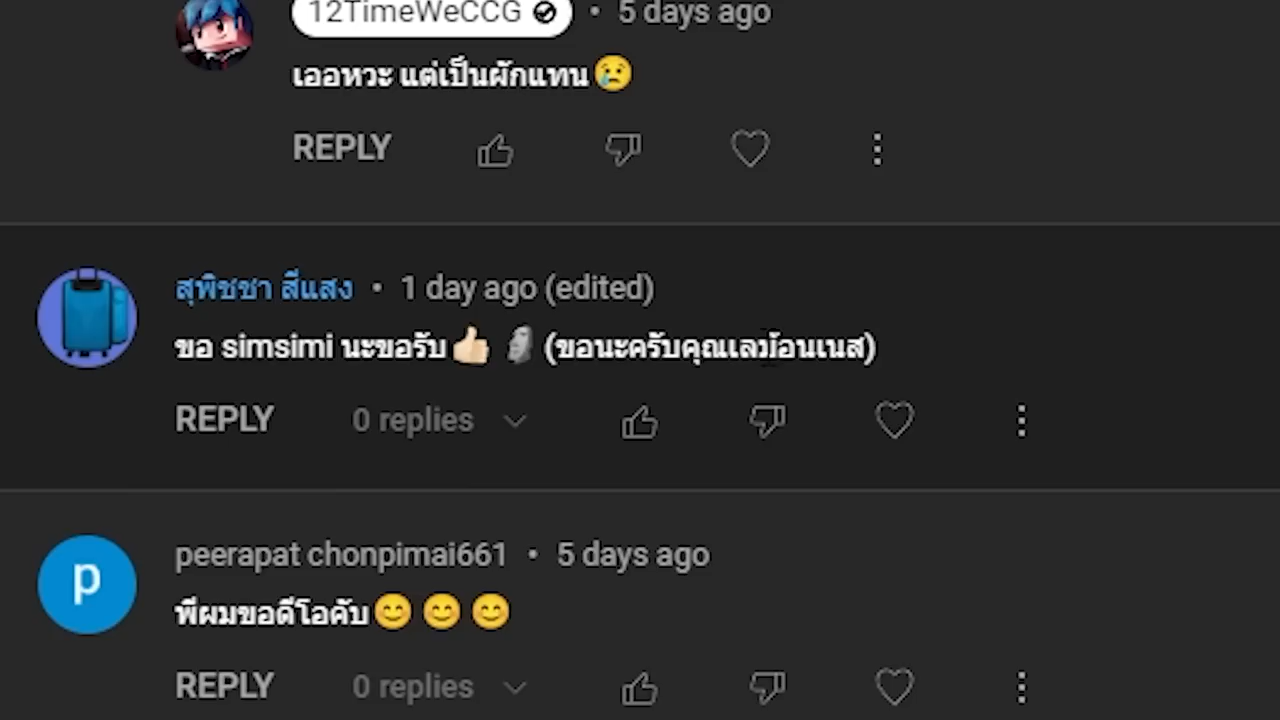 12TimeWeCCG • 5 days ago
เออหวะ แต่เป็นผักแทน😢
REPLY
สุพิชชา สีแสง • 1 day ago (edited)
ขอ simsimi นะขอรับ👍🏻 🗿 (ขอนะครับคุณเลม้อนเนส)
REPLY 0 replies
peerapat chonpimai661 • 5 days ago
p
พี่ผมขอดีโอคับ😊 😊 😊
REPLY 0 replies